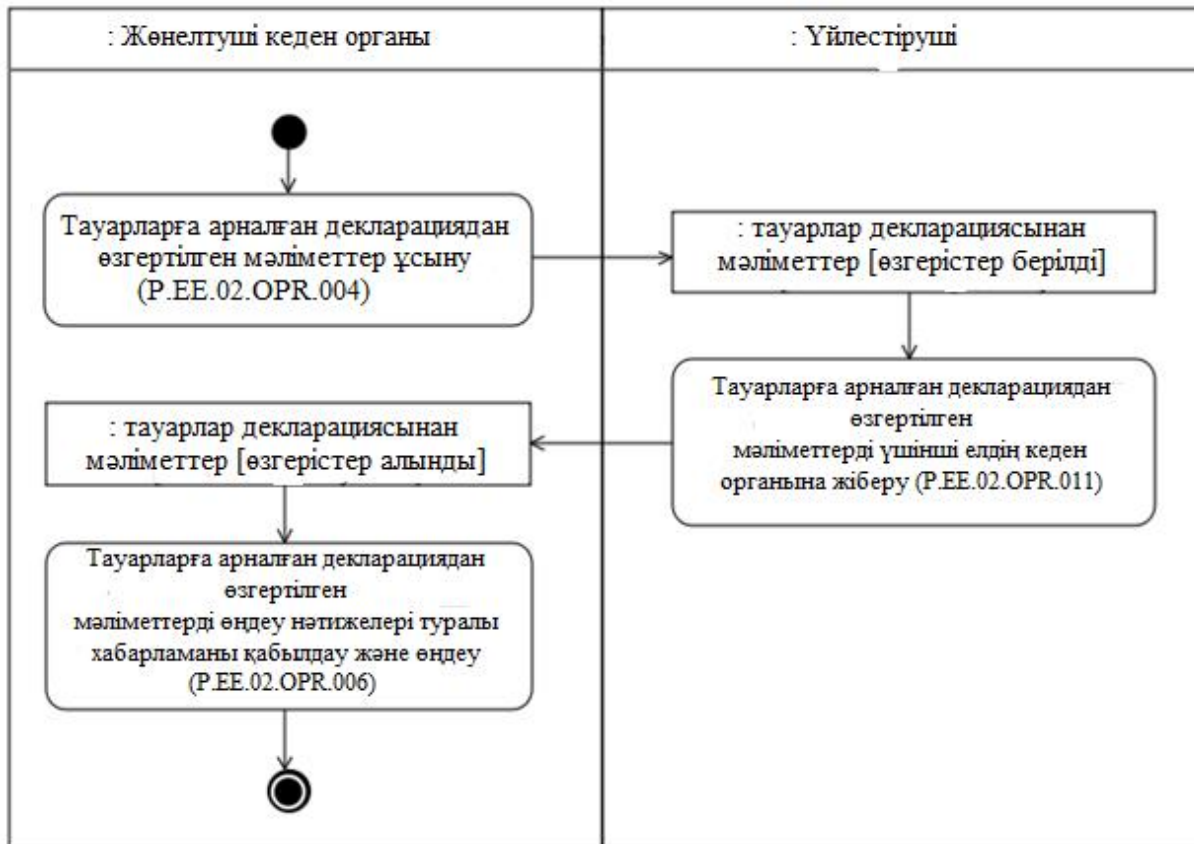 : Жөнелтуші кеден органы
: Үйлестіруші
Тауарларға арналған декларациядан
өзгертілген мәліметтер ұсыну
(P.EE.02.OPR.004)
: тауарлар декларациясынан
мәліметтер [өзгерістер берілді]
Тауарларға арналған декларациядан
өзгертілген
мәліметтерді үшінші елдің кеден
органына жіберу (P.EE.02.OPR.011)
: тауарлар декларациясынан
мәліметтер [өзгерістер алынды]
Тауарларға арналған декларациядан
өзгертілген
мәліметтерді өңдеу нәтижелері туралы
хабарламаны қабылдау және өңдеу
(P.EE.02.OPR.006)